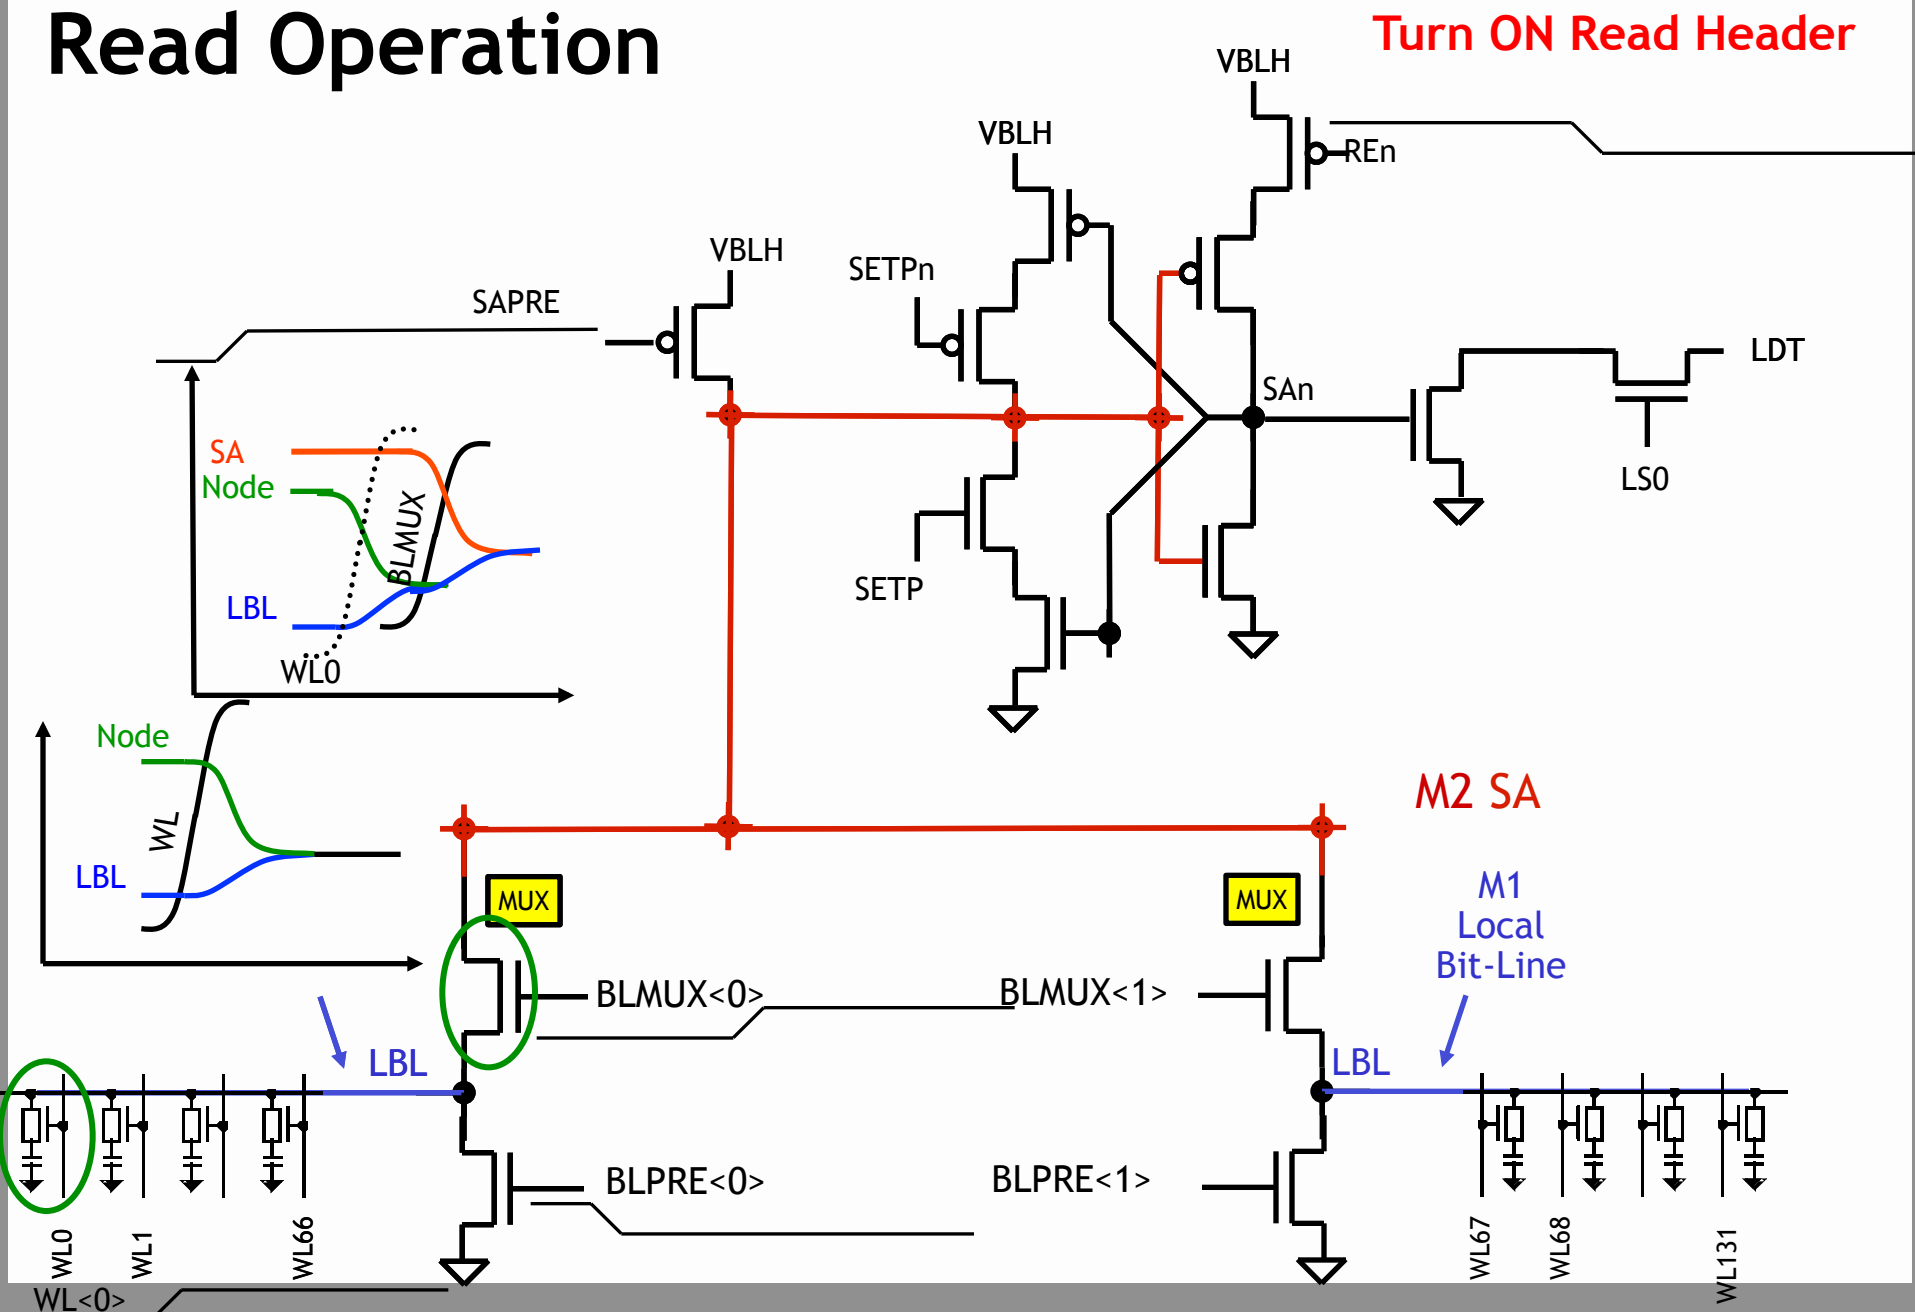 Read Operation
Turn ON Read Header
VBLH
VBLH
REn
VBLH
SETPn
SAPRE
LDT
SAn
SA
Node
BLMUX
LS0
SETP
LBL
WL0
Node
WL
LBL
M2 SA
MUX
MUX
M1
Local
Bit-Line
BLMUX<0>
BLMUX<1>
LBL
LBL
BLPRE<0>
BLPRE<1>
WL0
WL1
WL66
WL67
WL68
WL131
WL<0>